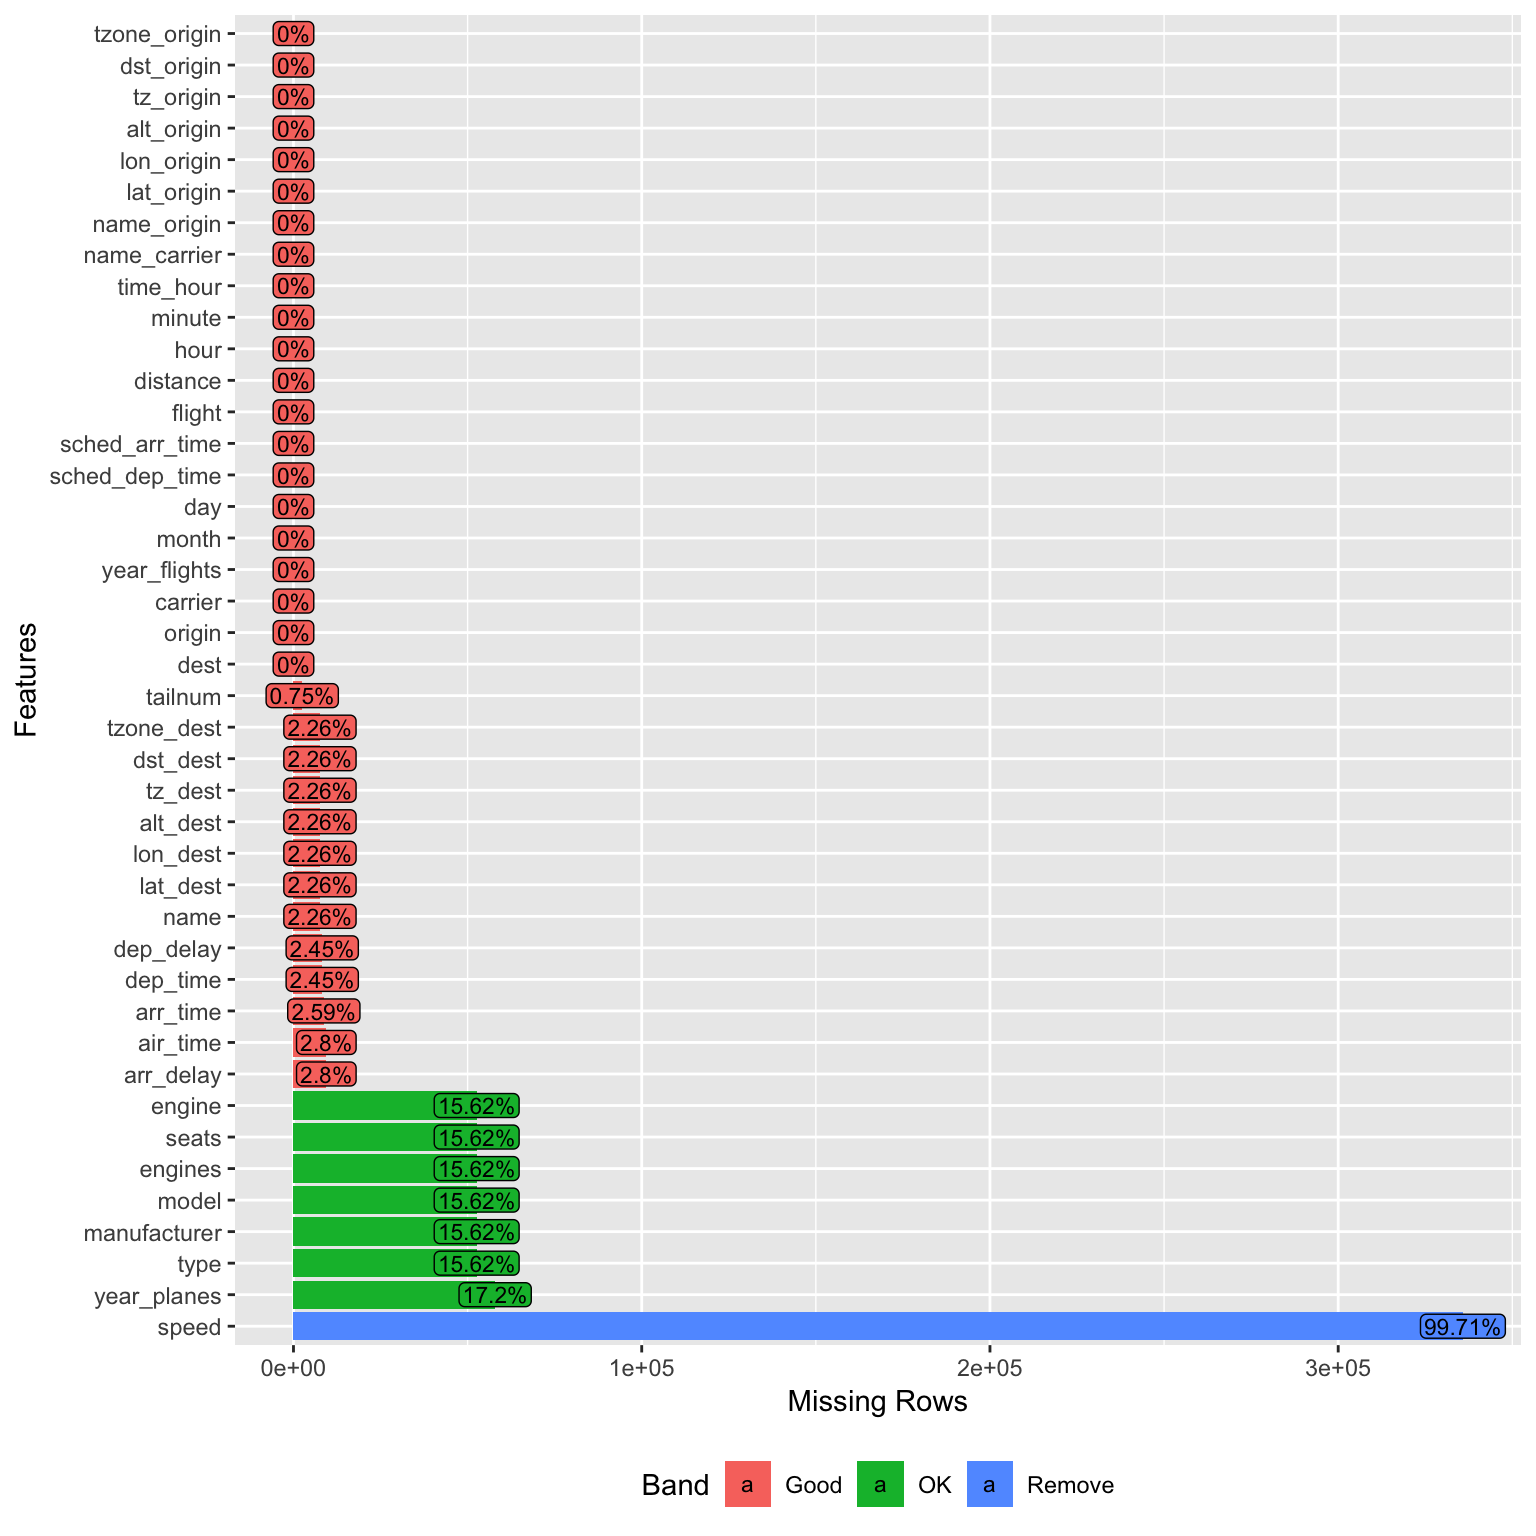 tzone_origin 0%
dst_origin 0%
tz_origin 0%
alt_origin 0%
lon_origin 0%
lat_origin 0%
name_origin 0%
name_carrier 0%
time_hour 0%
minute 0%
hour 0%
distance 0%
flight 0%
sched_arr_time 0%
sched_dep_time 0%
day 0%
month 0%
year_flights 0%
carrier 0%
origin 0%
dest 0%
tailnum 0.75%
tzone_dest 2.26%
dst_dest 2.26%
tz_dest 2.26%
alt_dest 2.26%
lon_dest 2.26%
lat_dest 2.26%
name 2.26%
dep_delay 2.45%
dep_time 2.45%
arr_time 2.59%
air_time 2.8%
arr_delay 2.8%
engine 15.62%
seats 15.62%
engines 15.62%
model 15.62%
manufacturer 15.62%
type 15.62%
year_planes 17.2%
speed 99.71%
Features
0e+00 1e+05 2e+05 3e+05
Missing Rows
Band a Good a OK a Remove